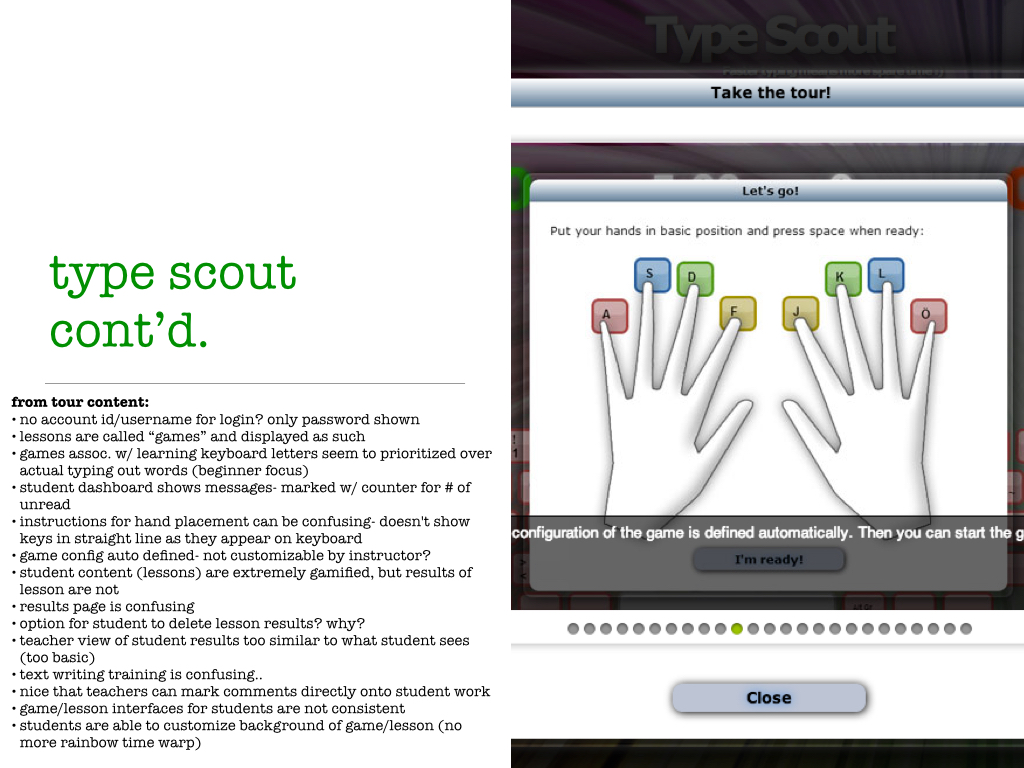 type scout
cont’d.
from tour content:
• no account id/username for login? only password shown
• lessons are called “games” and displayed as such
• games assoc. w/ learning keyboard letters seem to prioritized over
actual typing out words (beginner focus)
• student dashboard shows messages- marked w/ counter for # of
unread
• instructions for hand placement can be confusing- doesn't show
keys in straight line as they appear on keyboard
• game config auto defined- not customizable by instructor?
• student content (lessons) are extremely gamified, but results of
lesson are not
• results page is confusing
• option for student to delete lesson results? why?
• teacher view of student results too similar to what student sees
(too basic)
• text writing training is confusing..
• nice that teachers can mark comments directly onto student work
• game/lesson interfaces for students are not consistent
• students are able to customize background of game/lesson (no
more rainbow time warp)
Type Scout
Take the tour!
Let's go!
Put your hands in basic position and press space when ready:
S D K L
A F J Ö
configuration of the game is defined automatically. Then you can start the g
I'm ready!
Close